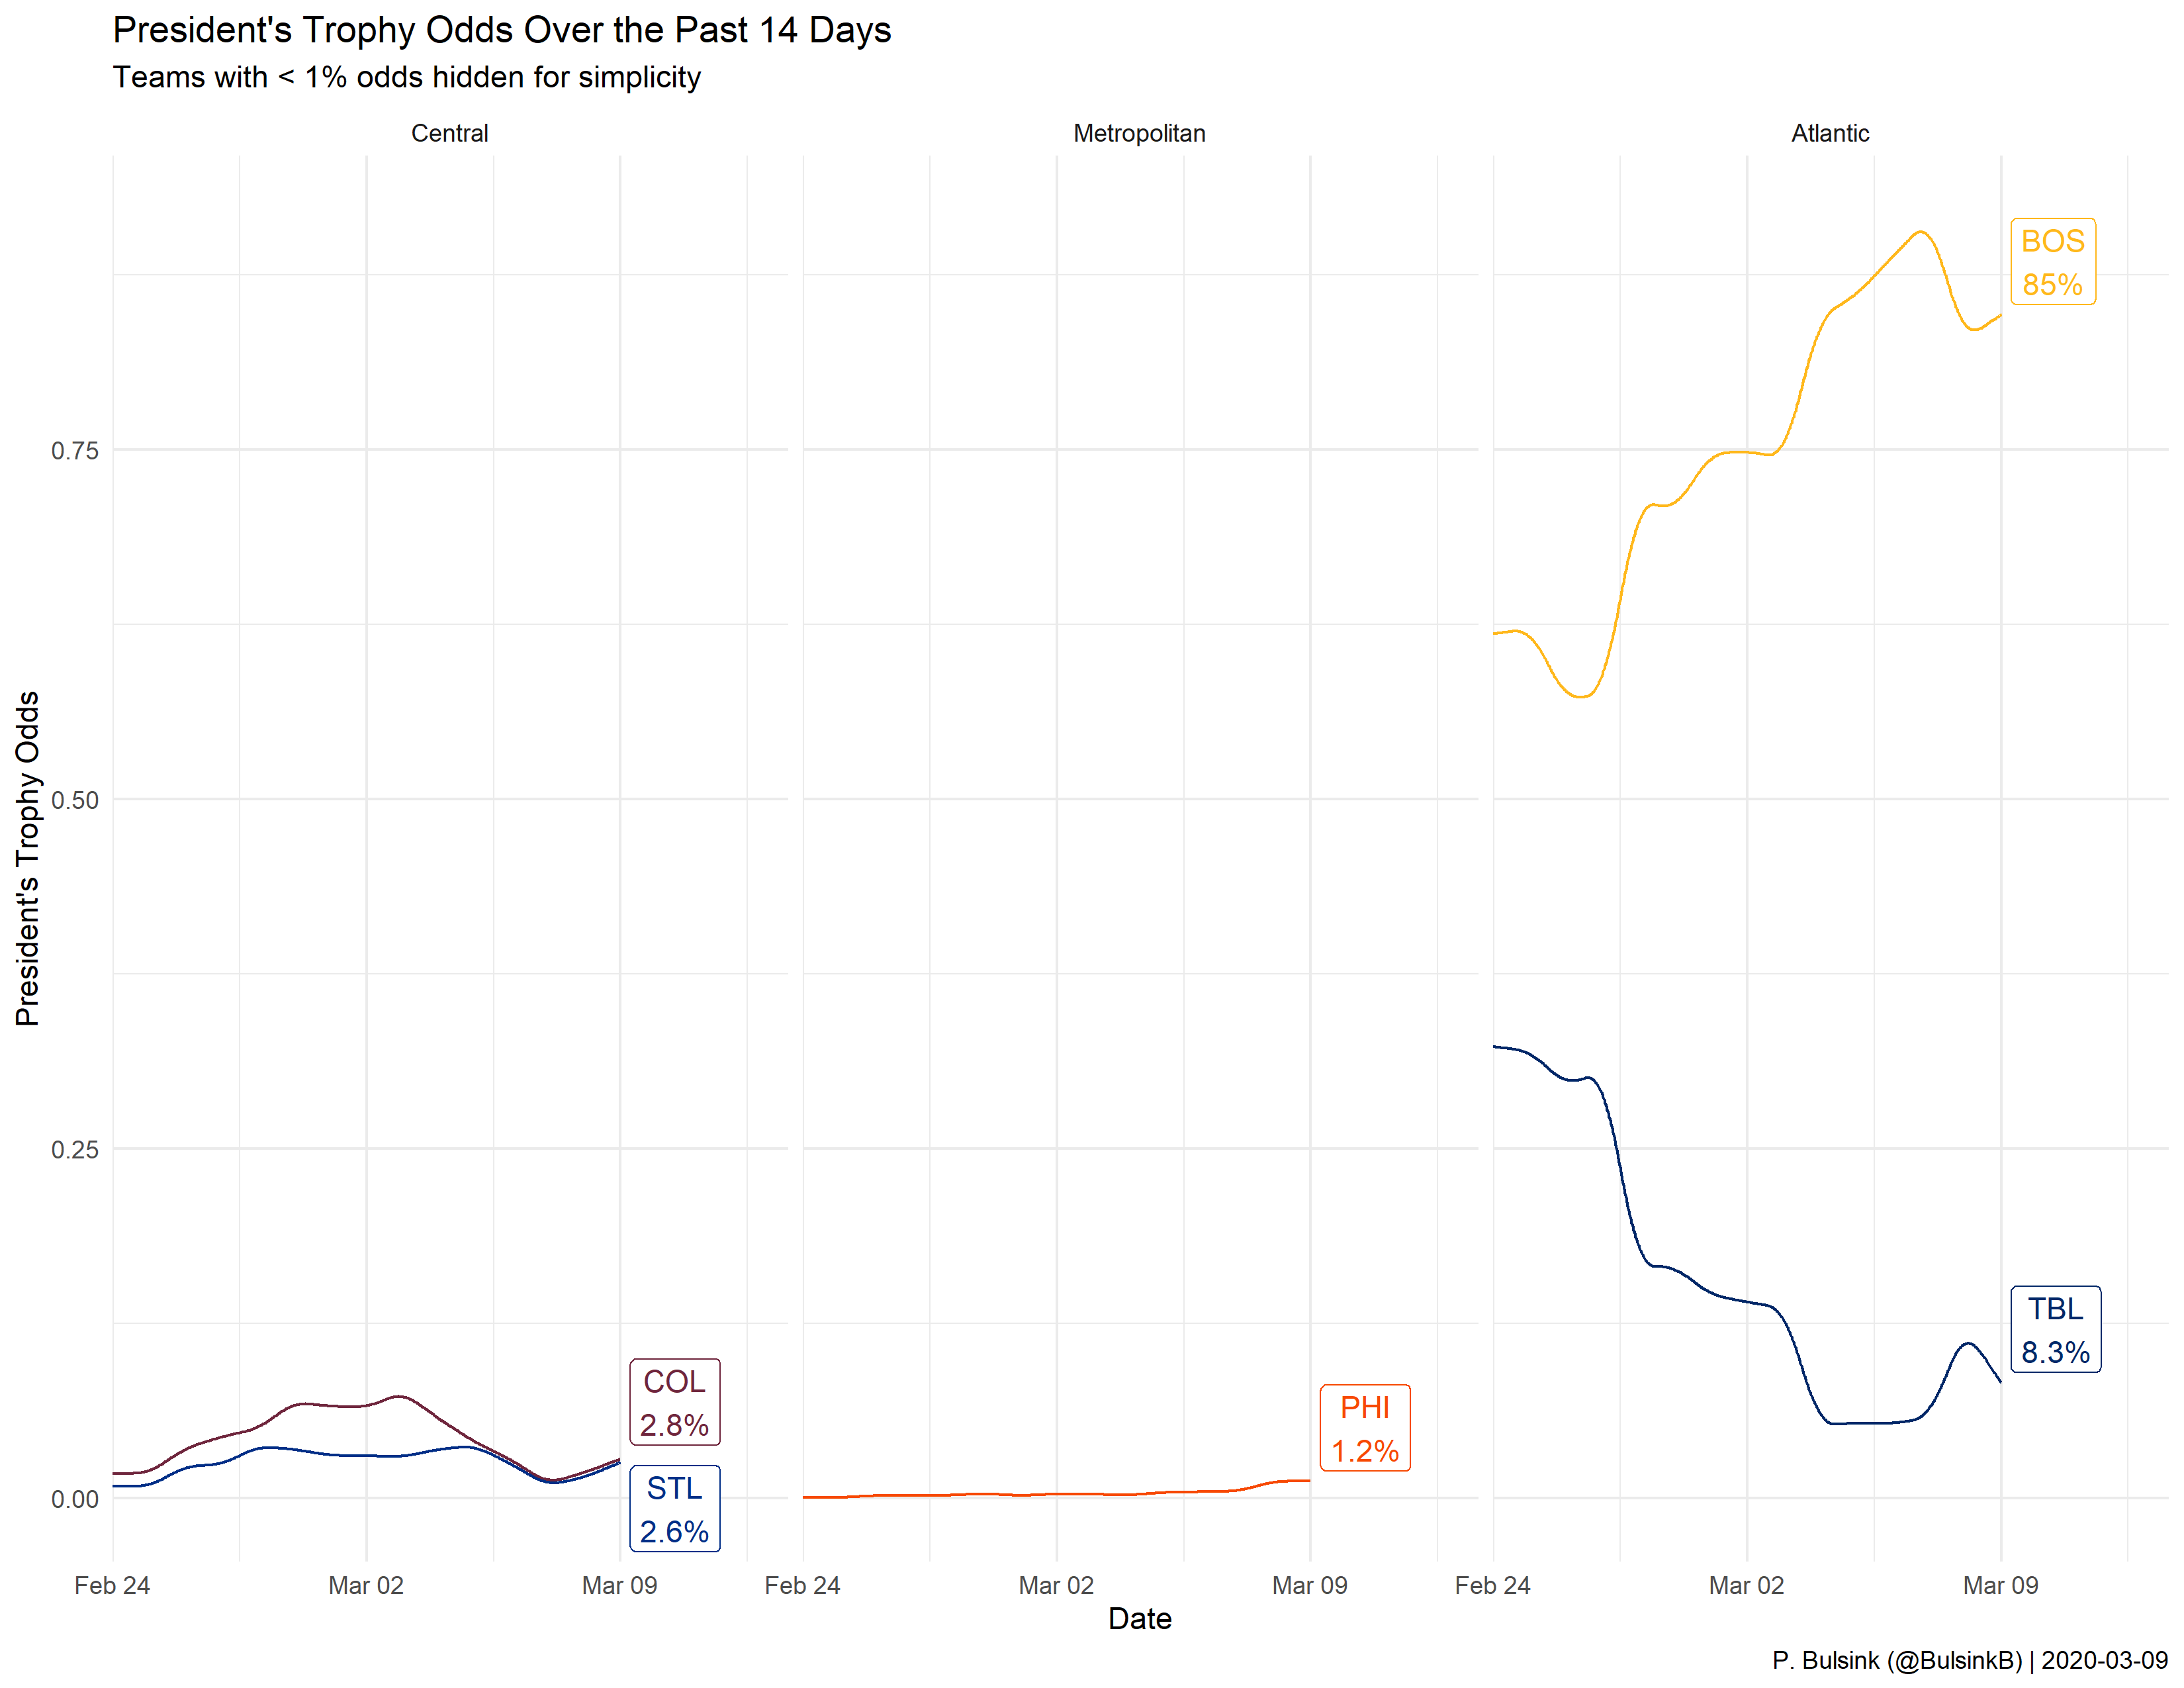 President's Trophy Odds Over the Past 14 Days
Teams with < 1% odds hidden for simplicity
Central
Metropolitan
Atlantic
President's Trophy Odds
0.75
0.50
0.25
0.00
BOS
85%
TBL
8.3%
COL
2.8%
PHI
1.2%
STL
2.6%
Feb 24
Mar 02
Mar 09
Feb 24
Mar 02
Mar 09
Feb 24
Mar 02
Mar 09
Date
P. Bulsink (@BulsinkB) | 2020-03-09